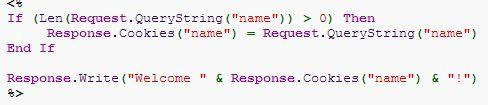 <%
If (Len(Request.QueryString("name")) > 0) Then
     Response.Cookies("name") = Request.QueryString("name")
End If

Response.Write("Welcome " & Response.Cookies("name") & "!")
%>